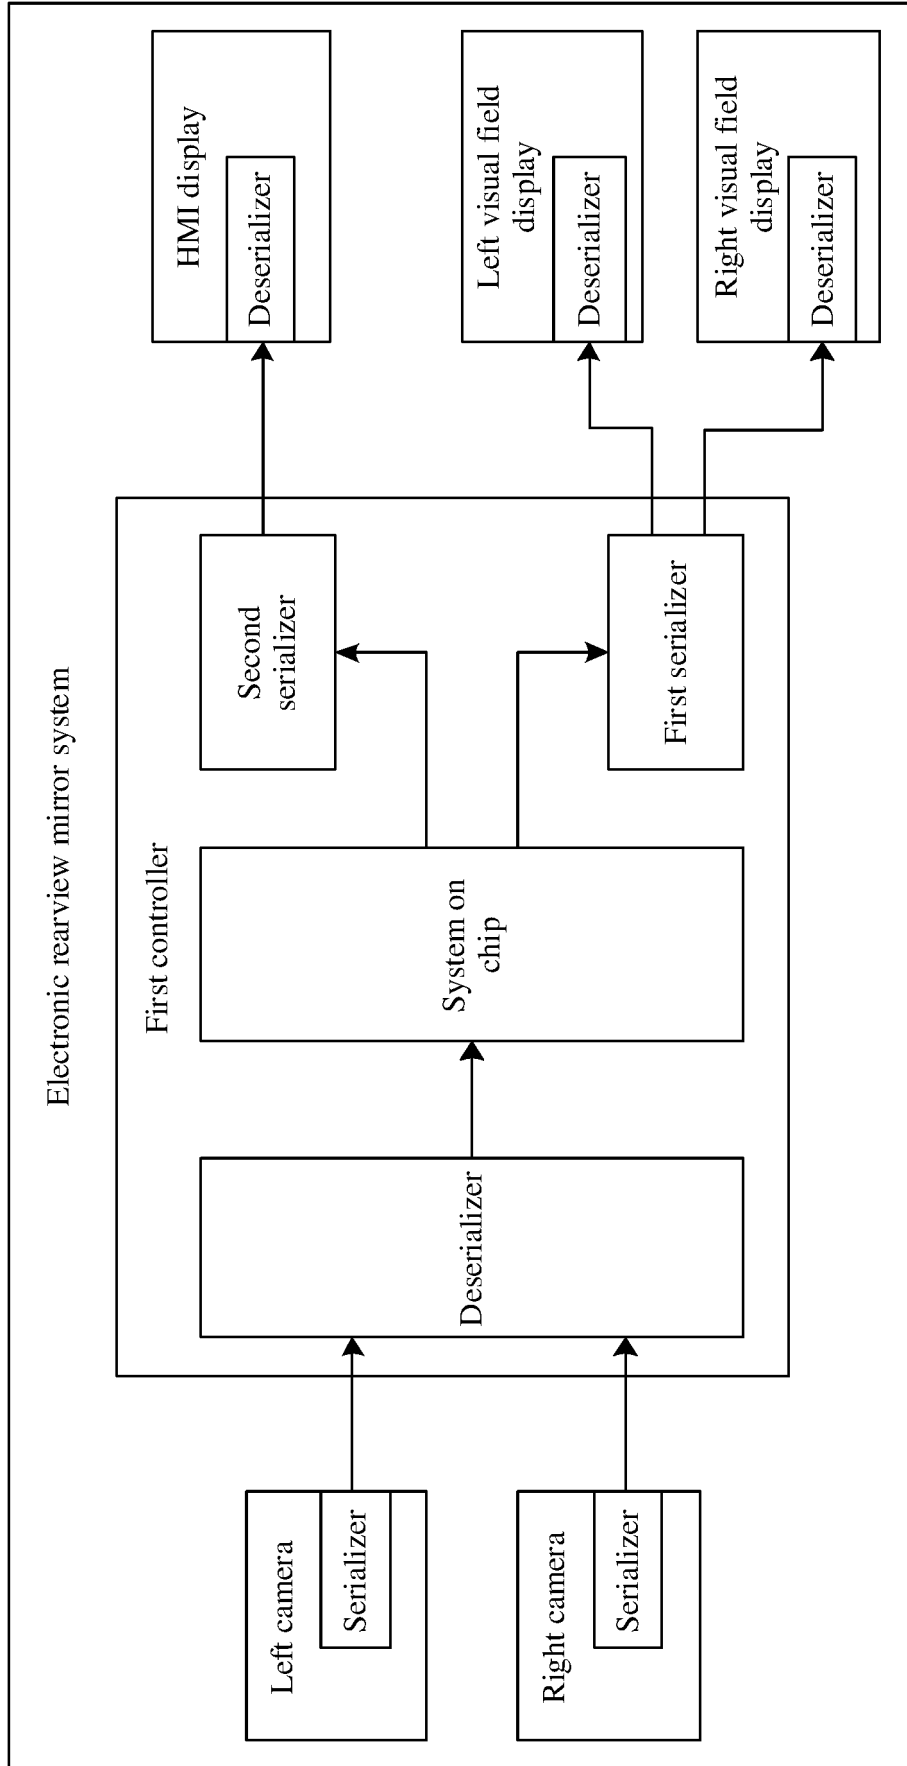 Electronic rearview mirror system
First controller
Left camera
Serializer
Right camera
Serializer
Deserializer
System on
chip
Second
serializer
First serializer
HMI display
Deserializer
Left visual field
display
Deserializer
Right visual field
display
Deserializer